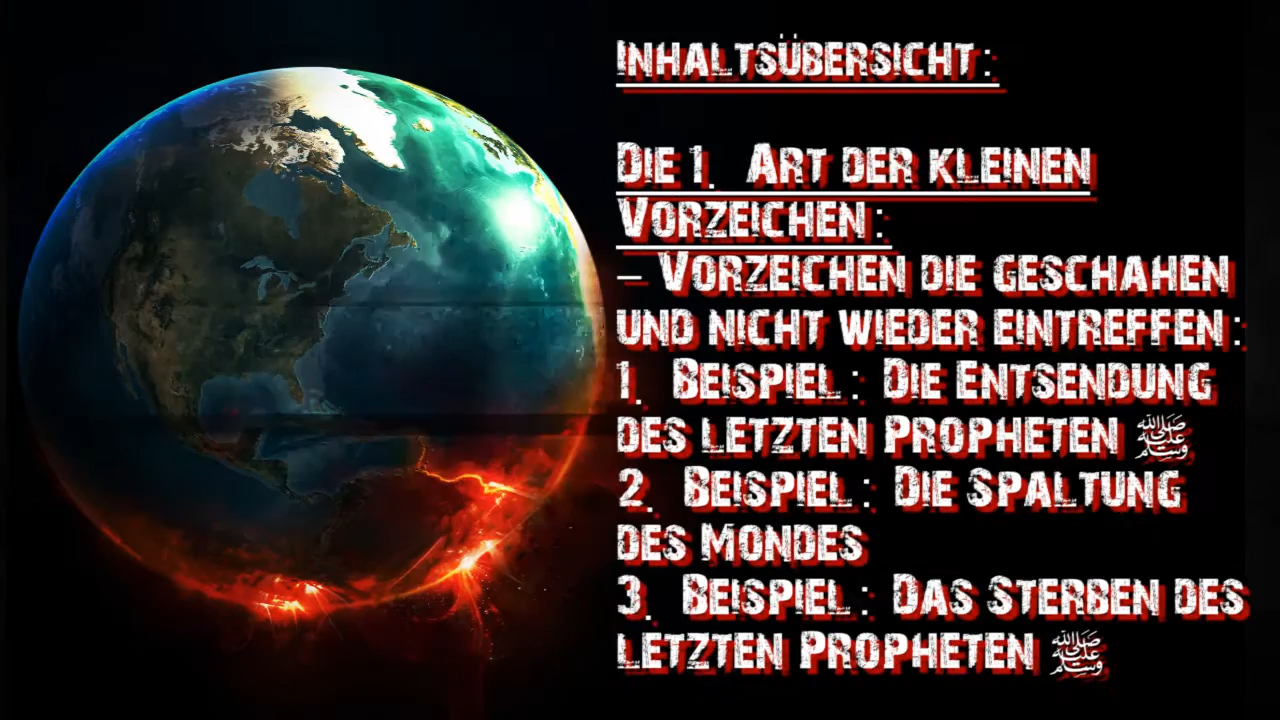 Inhaltsübersicht:
Die 1. Art der kleinen
Vorzeichen:
– Vorzeichen die geschahen
und nicht wieder eintreffen:
1. Beispiel: Die Entsendung
des letzten Propheten ﷺ
2. Beispiel: Die Spaltung
des Mondes
3. Beispiel: Das Sterben des
letzten Propheten ﷺ